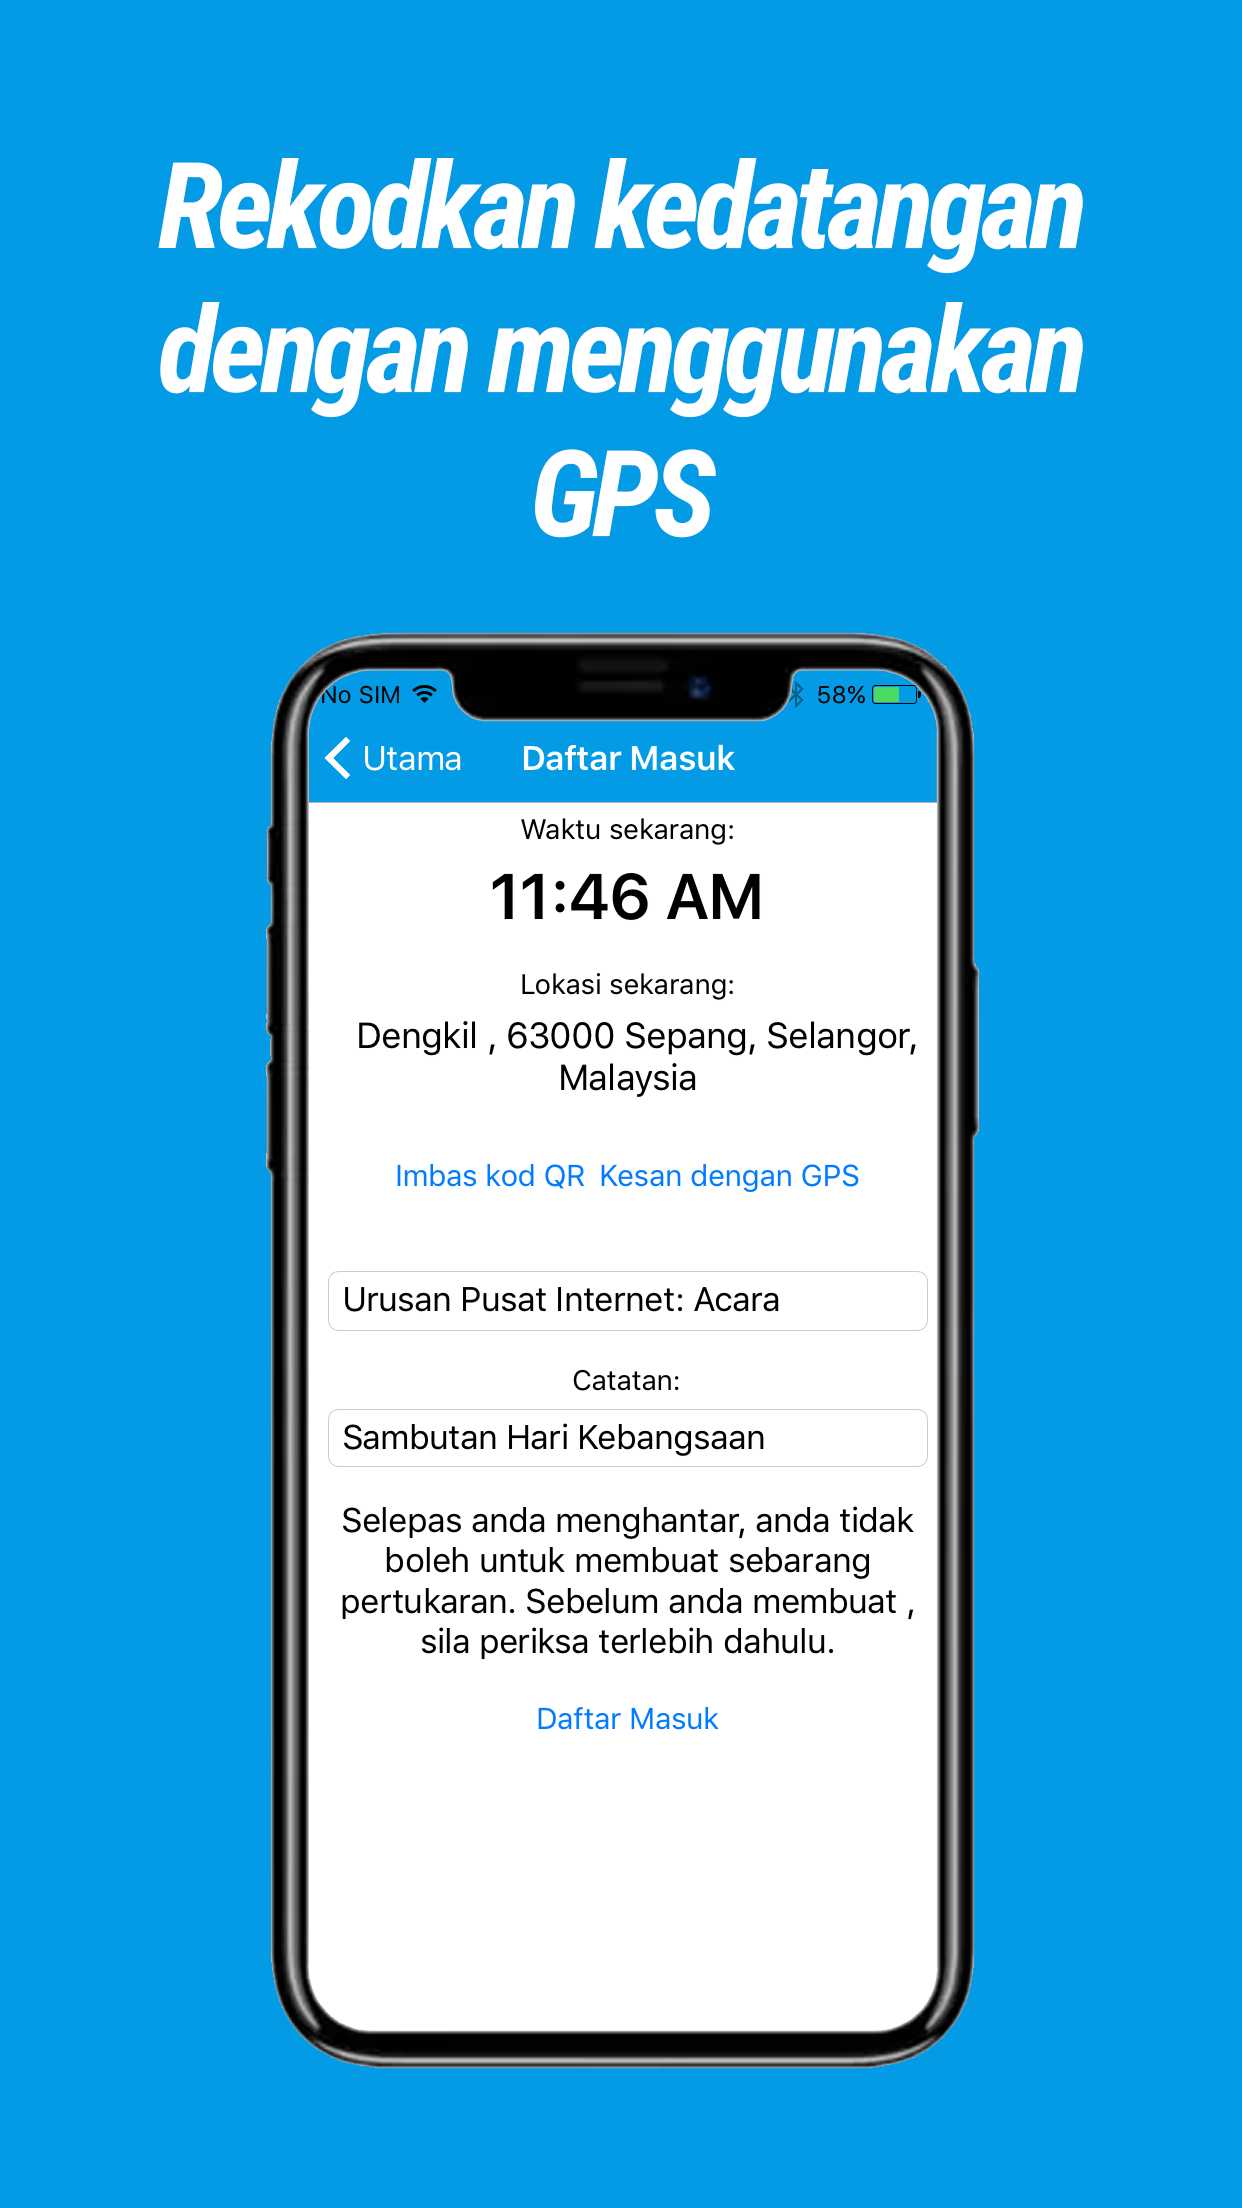 Rekodkan kedatangan
dengan menggunakan
GPS
No SIM 58%
Utama Daftar Masuk
Waktu sekarang:
11:46 AM
Lokasi sekarang:
Dengkil , 63000 Sepang, Selangor,
Malaysia
Imbas kod QR Kesan dengan GPS
Urusan Pusat Internet: Acara
Catatan:
Sambutan Hari Kebangsaan
Selepas anda menghantar, anda tidak
boleh untuk membuat sebarang
pertukaran. Sebelum anda membuat ,
sila periksa terlebih dahulu.
Daftar Masuk